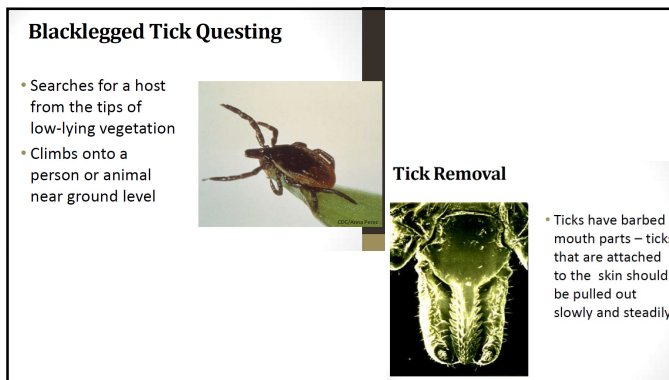 Blacklegged Tick Questing
• Searches for a host
from the tips of
low-lying vegetation
• Climbs onto a
person or animal
near ground level
CDC/Anna Perez
Tick Removal
• Ticks have barbed
mouth parts – ticks
that are attached
to the skin should
be pulled out
slowly and steadily